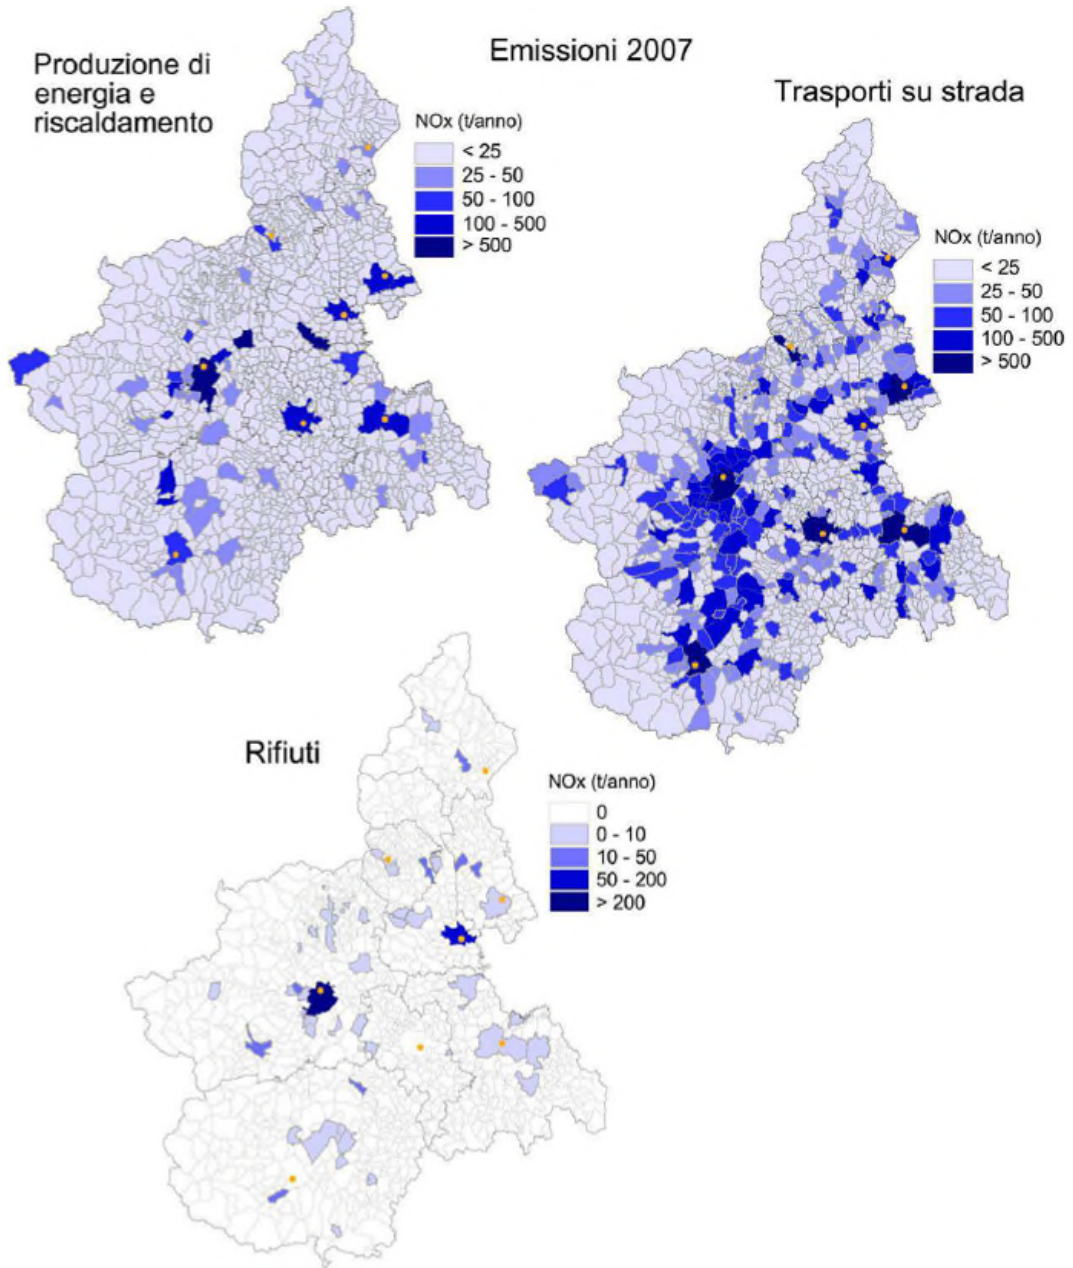 Emissioni 2007
Produzione di
energia e
riscaldamento
NOx (t/anno)
< 25
25 - 50
50 - 100
100 - 500
> 500
Trasporti su strada
NOx (t/anno)
< 25
25 - 50
50 - 100
100 - 500
> 500
Rifiuti
NOx (t/anno)
0
0 - 10
10 - 50
50 - 200
> 200